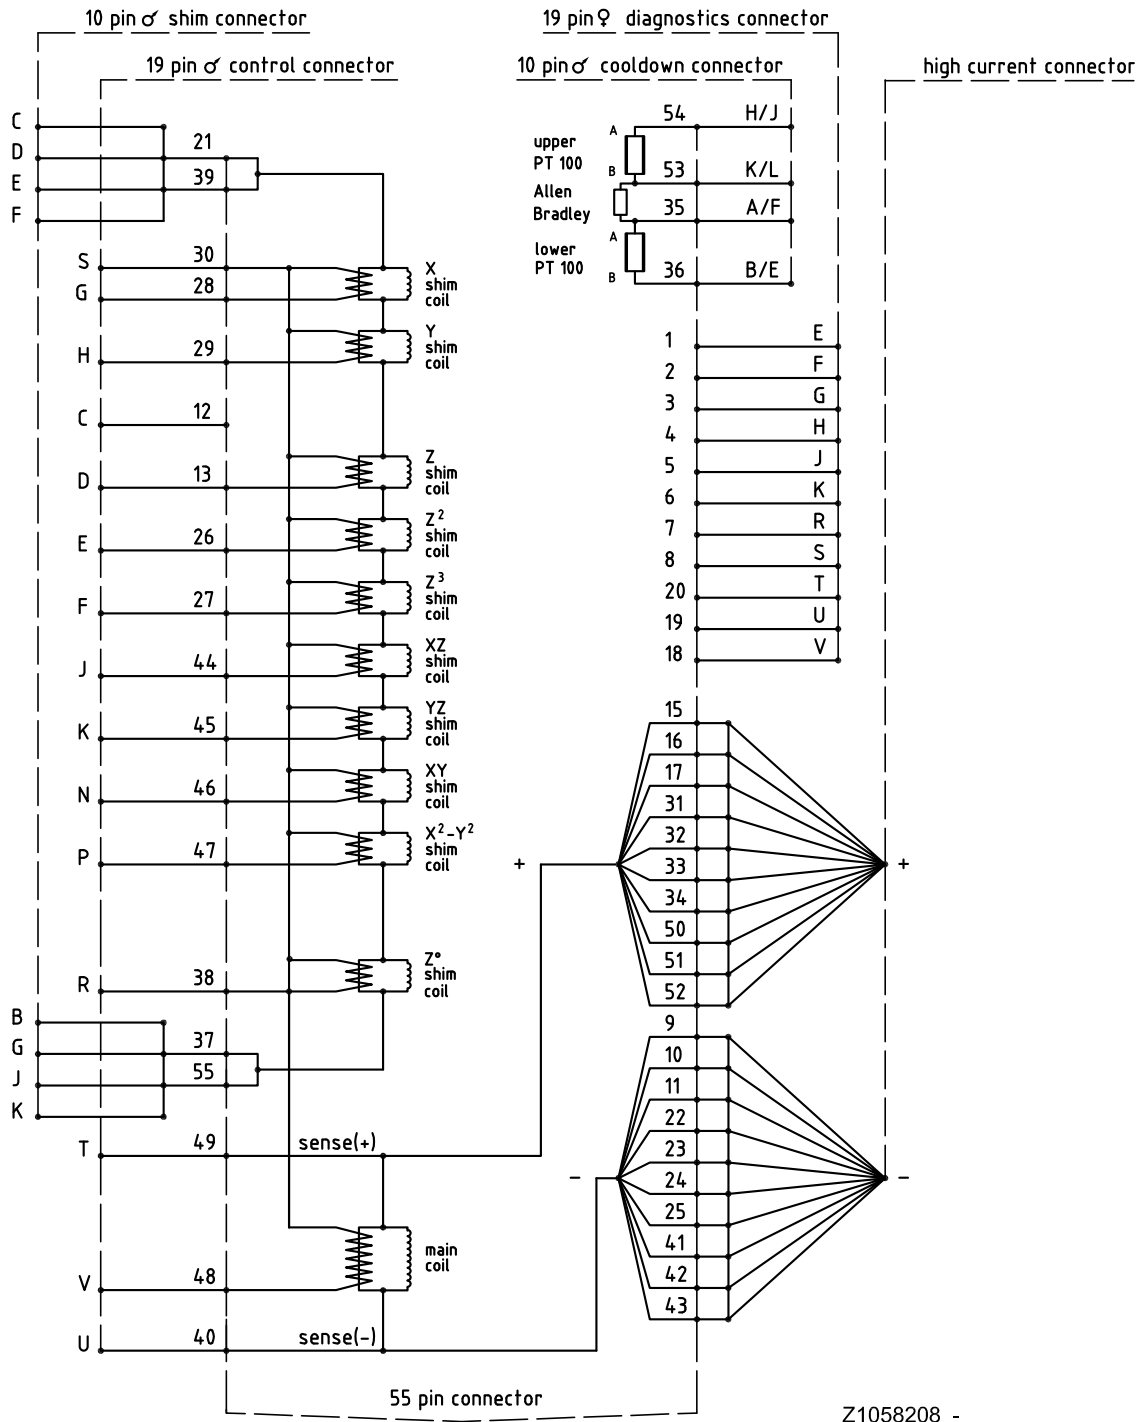 10 pin ♂ shim connector
19 pin ♀ diagnostics connector
19 pin ♂ control connector
10 pin ♂ cooldown connector
high current connector
C
D
E
F
21
39
upper
PT 100
Allen
Bradley
lower
PT 100
A
B
A
B
54 H/J
53 K/L
35 A/F
36 B/E
S 30
G 28
X
shim
coil
H 29
Y
shim
coil
C 12
D 13
Z
shim
coil
E 26
Z²
shim
coil
F 27
Z³
shim
coil
J 44
XZ
shim
coil
K 45
YZ
shim
coil
N 46
XY
shim
coil
P 47
X²-Y²
shim
coil
R 38
Z°
shim
coil
B
G 37
J 55
K
T 49 sense(+)
V 48
main
coil
U 40 sense(-)
1 E
2 F
3 G
4 H
5 J
6 K
7 R
8 S
20 T
19 U
18 V
15
16
17
31
32
33
34
50
51
52
+
+
9
10
11
22
23
24
25
41
42
43
-
-
55 pin connector
Z1058208 -